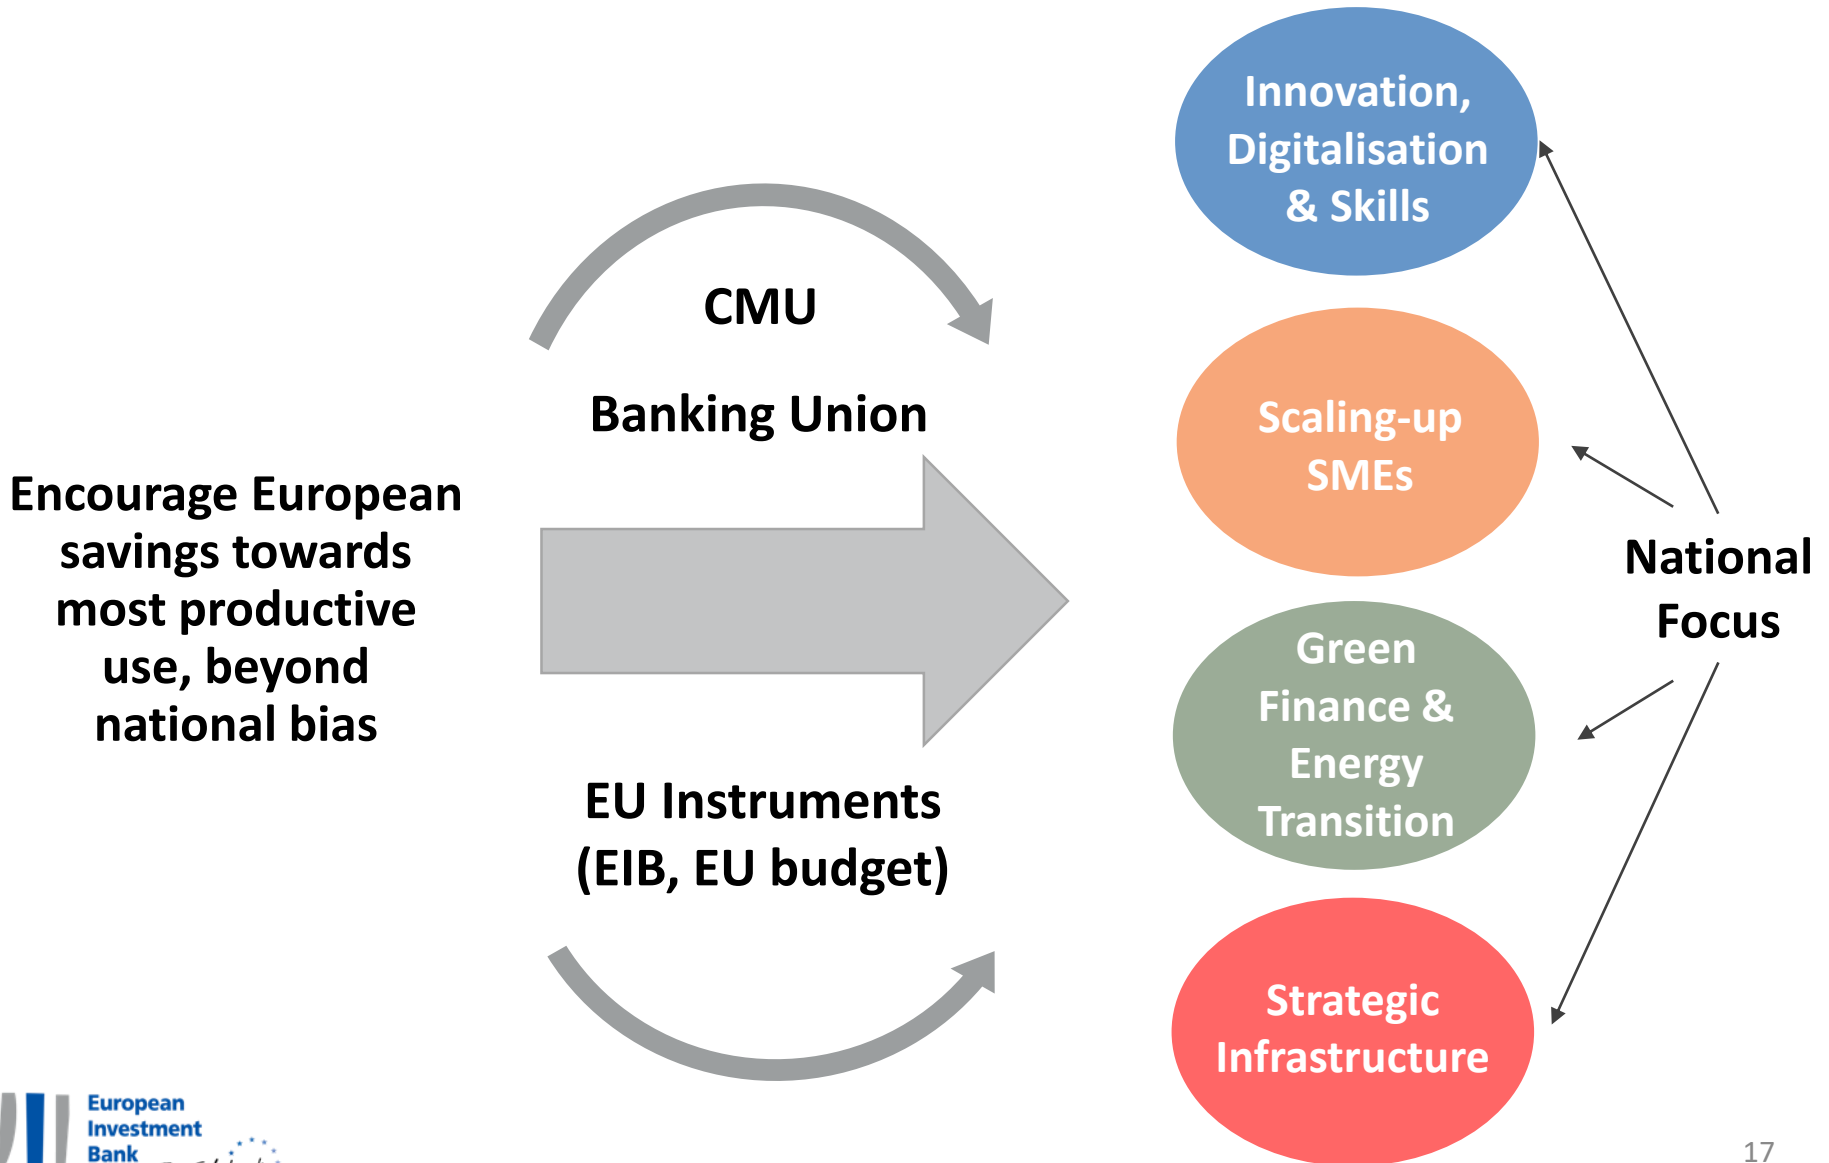 Encourage European
savings towards
most productive
use, beyond
national bias
CMU
Banking Union
EU Instruments
(EIB, EU budget)
Innovation,
Digitalisation
& Skills
Scaling-up
SMEs
Green
Finance &
Energy
Transition
Strategic
Infrastructure
National
Focus
European
Investment
Bank
17